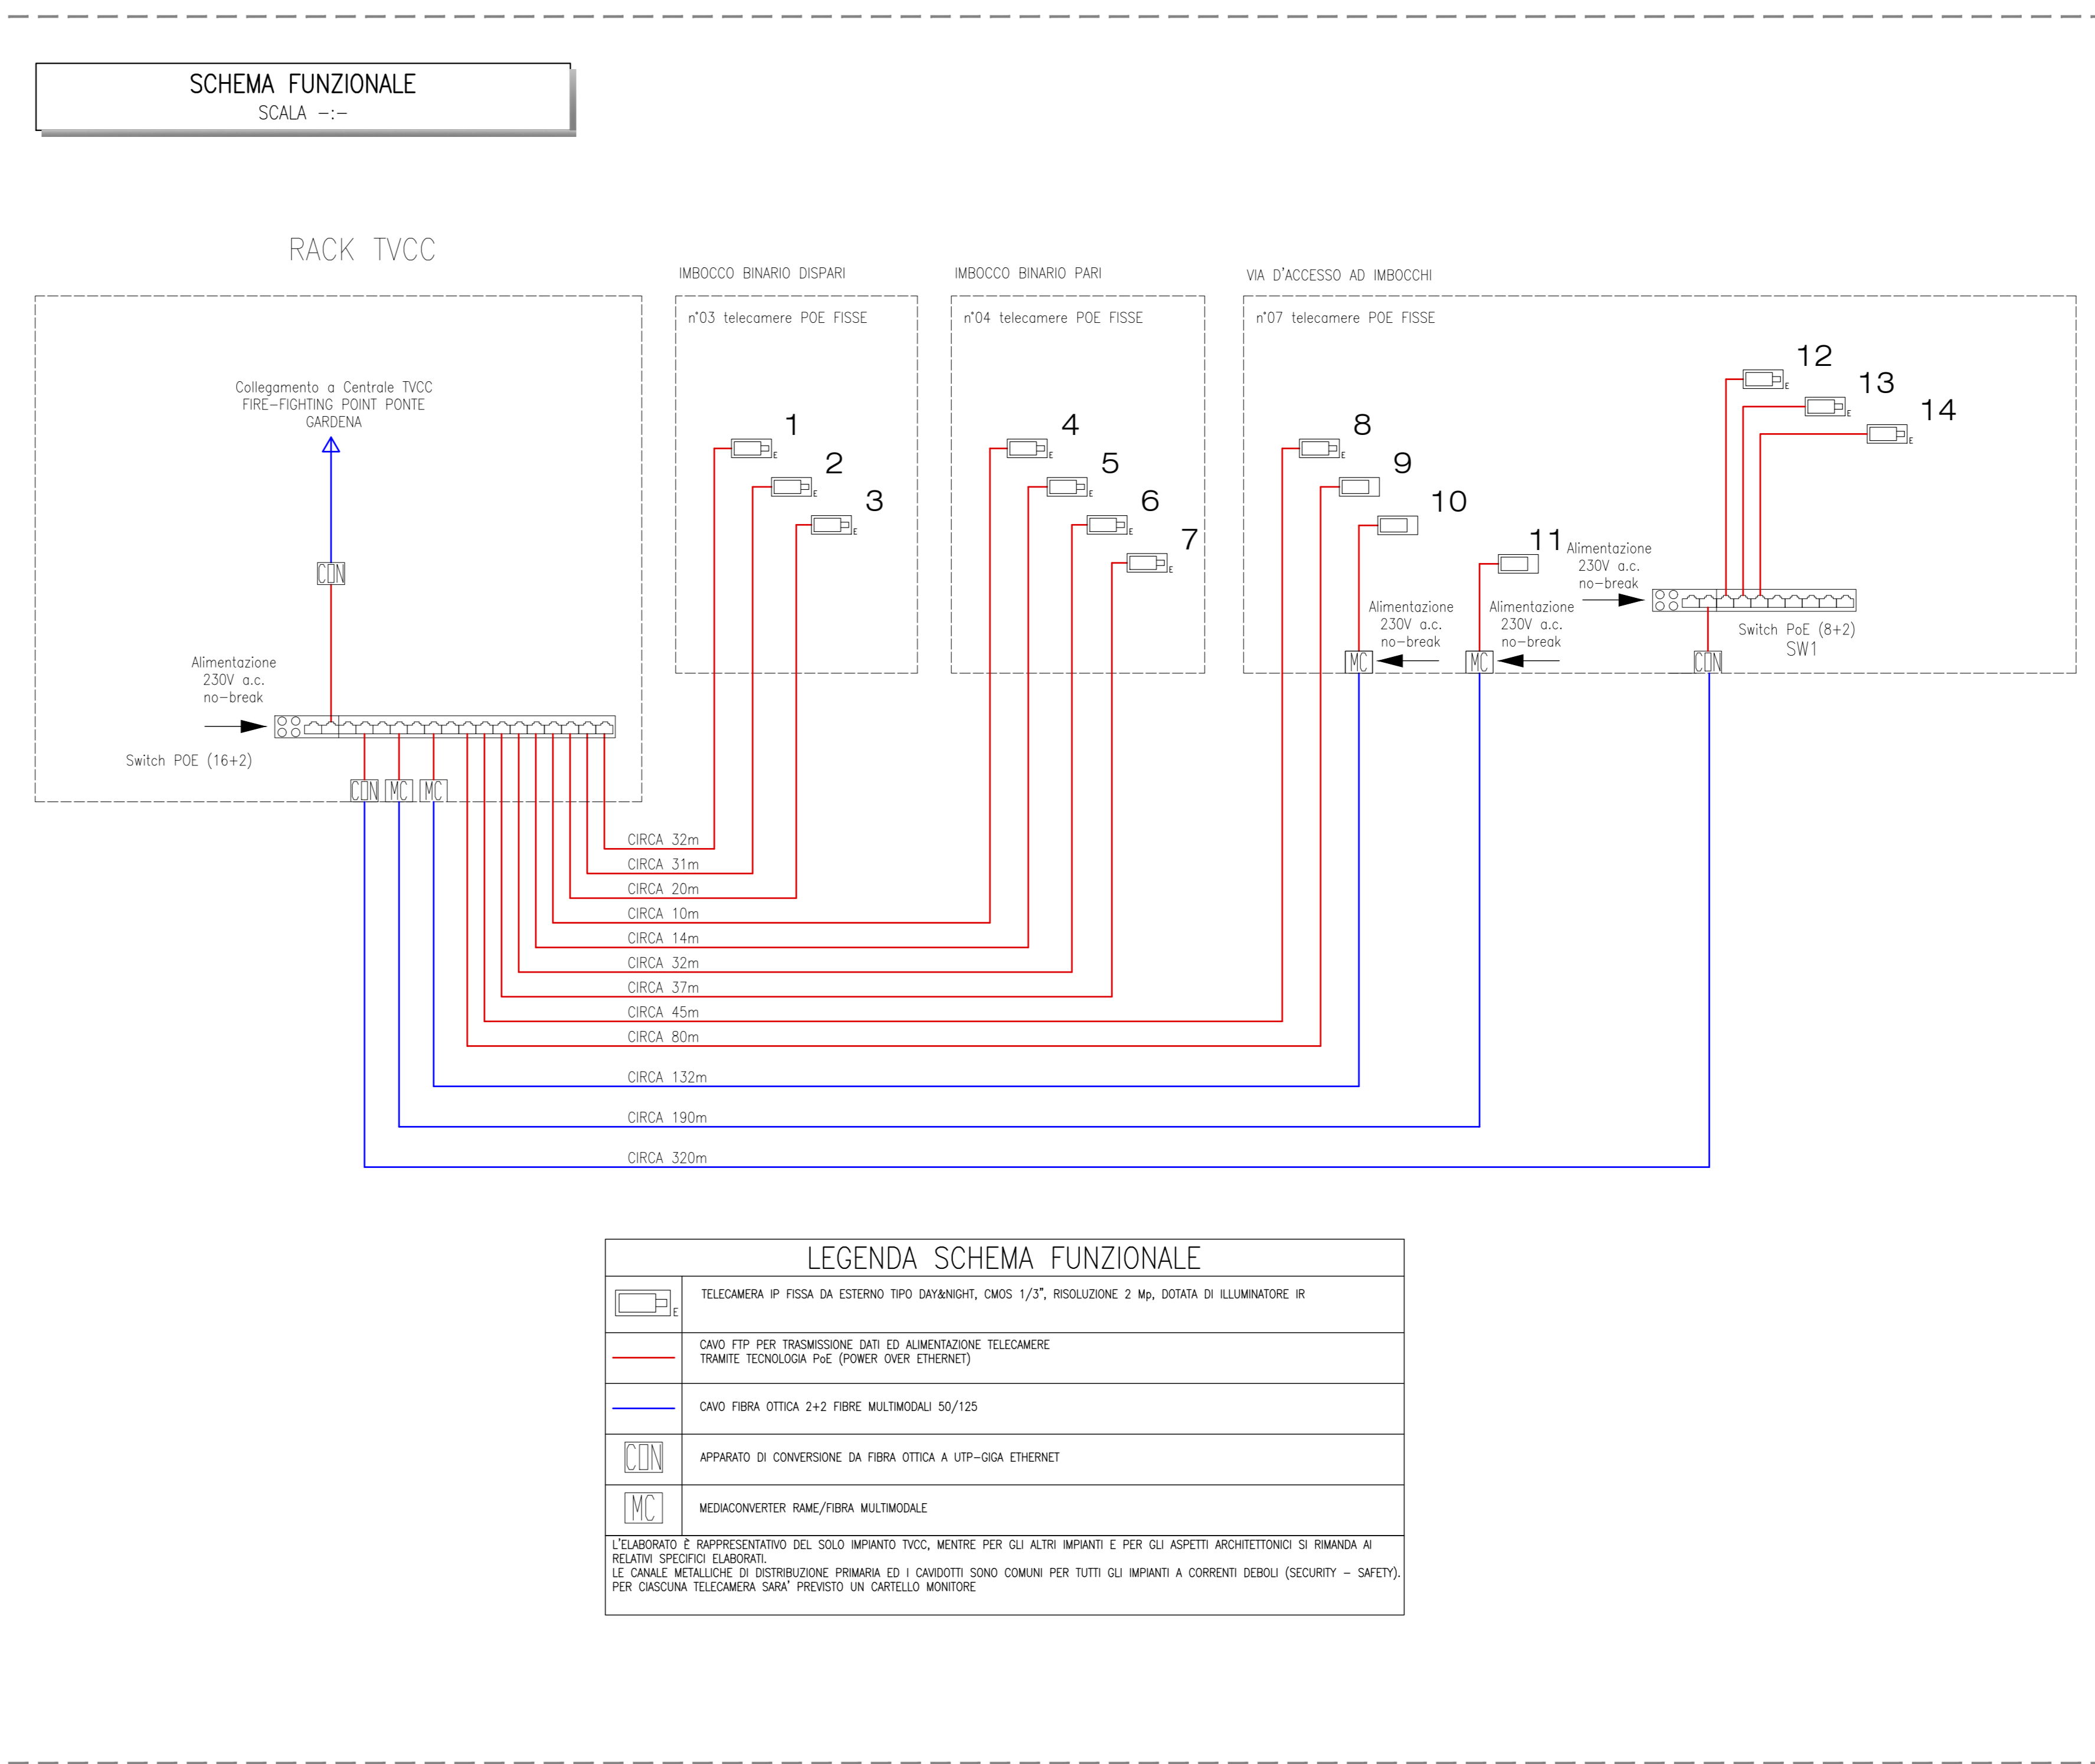 SCHEMA FUNZIONALE
SCALA -:-
RACK TVCC
Collegamento a Centrale TVCC
FIRE-FIGHTING POINT PONTE
GARDENA
CON
Alimentazione
230V a.c.
no-break
Switch POE (16+2)
CON
MC
MC
IMBOCCO BINARIO DISPARI
n°03 telecamere POE FISSE
1
E
2
E
3
E
IMBOCCO BINARIO PARI
n°04 telecamere POE FISSE
4
E
5
E
6
E
7
E
VIA D'ACCESSO AD IMBOCCHI
n°07 telecamere POE FISSE
8
E
9
10
11
12
E
13
E
14
E
Alimentazione
230V a.c.
no-break
MC
Alimentazione
230V a.c.
no-break
MC
Alimentazione
230V a.c.
no-break
Switch PoE (8+2)
SW1
CON
CIRCA 32m
CIRCA 31m
CIRCA 20m
CIRCA 10m
CIRCA 14m
CIRCA 32m
CIRCA 37m
CIRCA 45m
CIRCA 80m
CIRCA 132m
CIRCA 190m
CIRCA 320m
LEGENDA SCHEMA FUNZIONALE
E
TELECAMERA IP FISSA DA ESTERNO TIPO DAY&NIGHT, CMOS 1/3", RISOLUZIONE 2 Mp, DOTATA DI ILLUMINATORE IR
CAVO FTP PER TRASMISSIONE DATI ED ALIMENTAZIONE TELECAMERE
TRAMITE TECNOLOGIA PoE (POWER OVER ETHERNET)
CAVO FIBRA OTTICA 2+2 FIBRE MULTIMODALI 50/125
CON
APPARATO DI CONVERSIONE DA FIBRA OTTICA A UTP-GIGA ETHERNET
MC
MEDIACONVERTER RAME/FIBRA MULTIMODALE
L'ELABORATO È RAPPRESENTATIVO DEL SOLO IMPIANTO TVCC, MENTRE PER GLI ALTRI IMPIANTI E PER GLI ASPETTI ARCHITETTONICI SI RIMANDA AI
RELATIVI SPECIFICI ELABORATI.
LE CANALE METALLICHE DI DISTRIBUZIONE PRIMARIA ED I CAVIDOTTI SONO COMUNI PER TUTTI GLI IMPIANTI A CORRENTI DEBOLI (SECURITY - SAFETY).
PER CIASCUNA TELECAMERA SARA' PREVISTO UN CARTELLO MONITORE